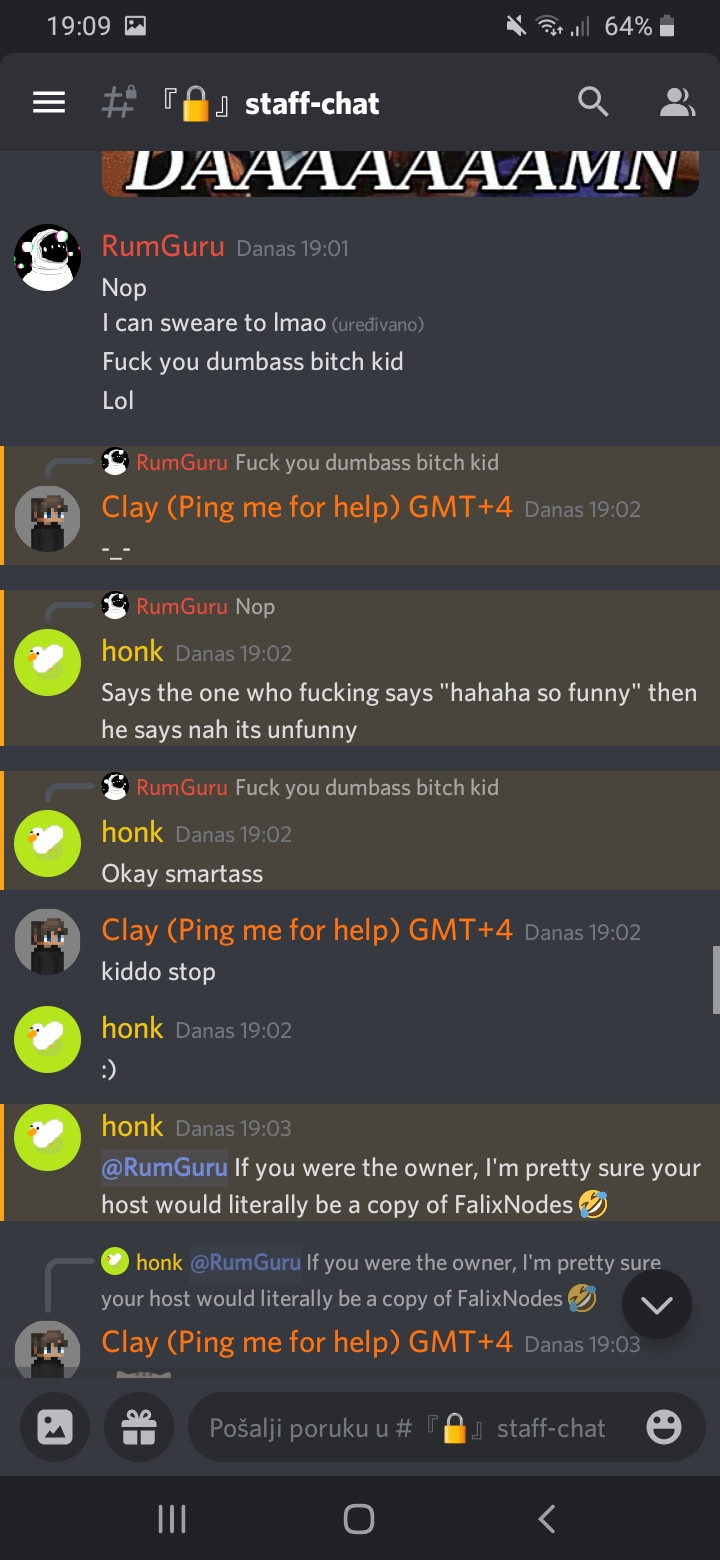 19:09 64%
『🔒』 staff-chat
DAAAAAAMN
RumGuru Danas 19:01
Nop
I can sweare to lmao (uređivano)
Fuck you dumbass bitch kid
Lol
RumGuru Fuck you dumbass bitch kid
Clay (Ping me for help) GMT+4 Danas 19:02
-_-
RumGuru Nop
honk Danas 19:02
Says the one who fucking says "hahaha so funny" then
he says nah its unfunny
RumGuru Fuck you dumbass bitch kid
honk Danas 19:02
Okay smartass
Clay (Ping me for help) GMT+4 Danas 19:02
kiddo stop
honk Danas 19:02
:)
honk Danas 19:03
@RumGuru If you were the owner, I'm pretty sure your
host would literally be a copy of FalixNodes 🤣
honk @RumGuru If you were the owner, I'm pretty sure
your host would literally be a copy of FalixNodes 🤣
Clay (Ping me for help) GMT+4 Danas 19:03
Pošalji poruku u # 『🔒』 staff-chat